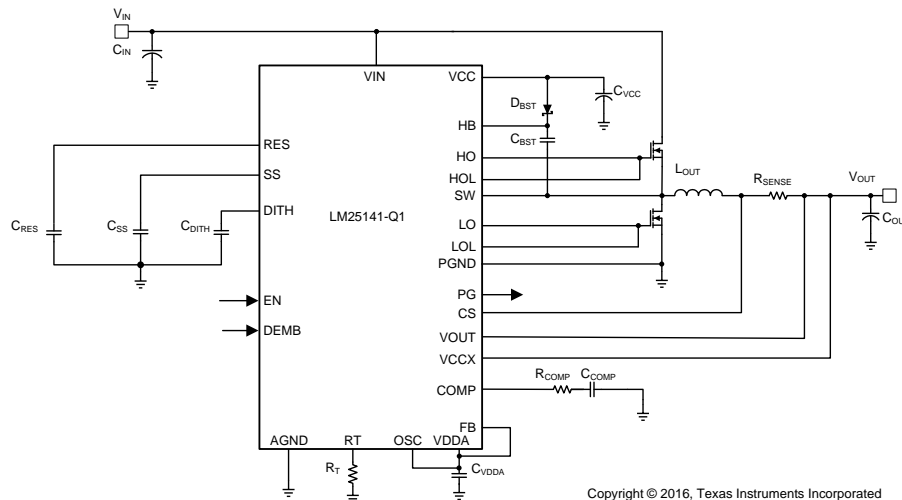 VIN
CIN
VIN
VCC
DBST
CVCC
HB
CBST
RES
HO
LOUT
HOL
RSENSE
VOUT
SS
SW
COU
DITH
LM25141-Q1
CRES
CSS
CDITH
LO
LOL
PGND
EN
PG
CS
DEMB
VOUT
VCCX
RCOMP
CCOMP
COMP
FB
AGND
RT
OSC
VDDA
RT
CVDDA
Copyright © 2016, Texas Instruments Incorporated